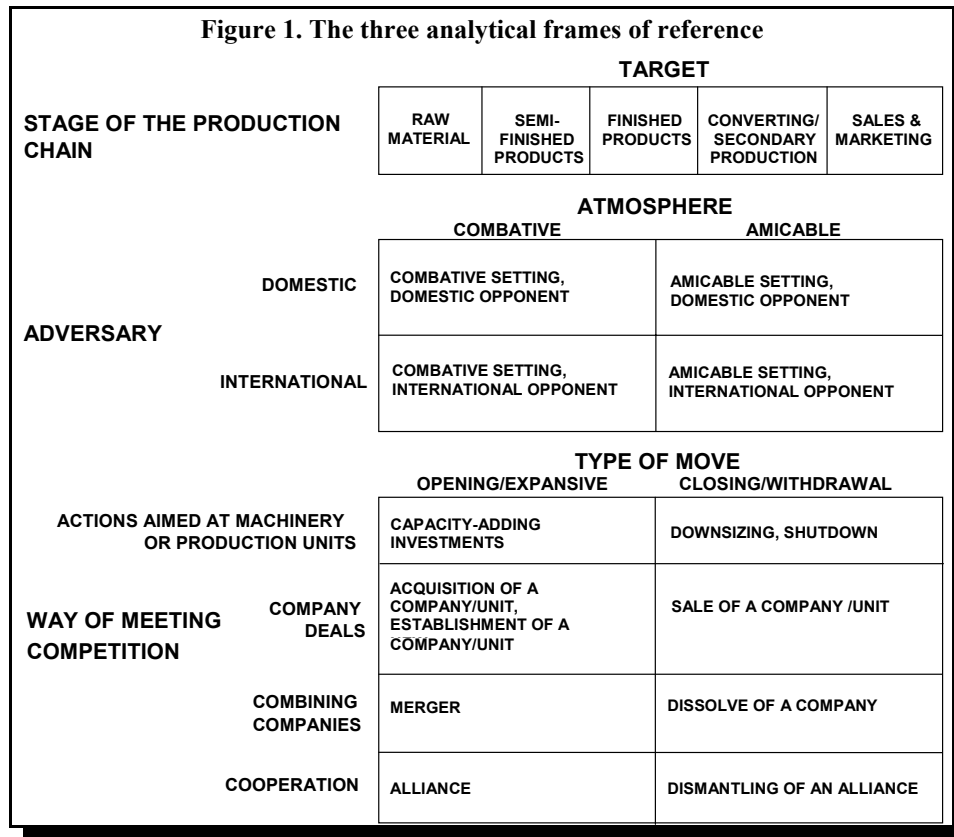 Figure 1. The three analytical frames of reference
TARGET
STAGE OF THE PRODUCTION
CHAIN
RAW
MATERIAL
SEMI-
FINISHED
PRODUCTS
FINISHED
PRODUCTS
CONVERTING/
SECONDARY
PRODUCTION
SALES &
MARKETING
ATMOSPHERE
COMBATIVE
AMICABLE
ADVERSARY
DOMESTIC
COMBATIVE SETTING,
DOMESTIC OPPONENT
AMICABLE SETTING,
DOMESTIC OPPONENT
INTERNATIONAL
COMBATIVE SETTING,
INTERNATIONAL OPPONENT
AMICABLE SETTING,
INTERNATIONAL OPPONENT
TYPE OF MOVE
OPENING/EXPANSIVE
CLOSING/WITHDRAWAL
WAY OF MEETING
COMPETITION
ACTIONS AIMED AT MACHINERY
OR PRODUCTION UNITS
CAPACITY-ADDING
INVESTMENTS
DOWNSIZING, SHUTDOWN
COMPANY
DEALS
ACQUISITION OF A
COMPANY/UNIT,
ESTABLISHMENT OF A
COMPANY/UNIT
SALE OF A COMPANY /UNIT
COMBINING
COMPANIES
MERGER
DISSOLVE OF A COMPANY
COOPERATION
ALLIANCE
DISMANTLING OF AN ALLIANCE